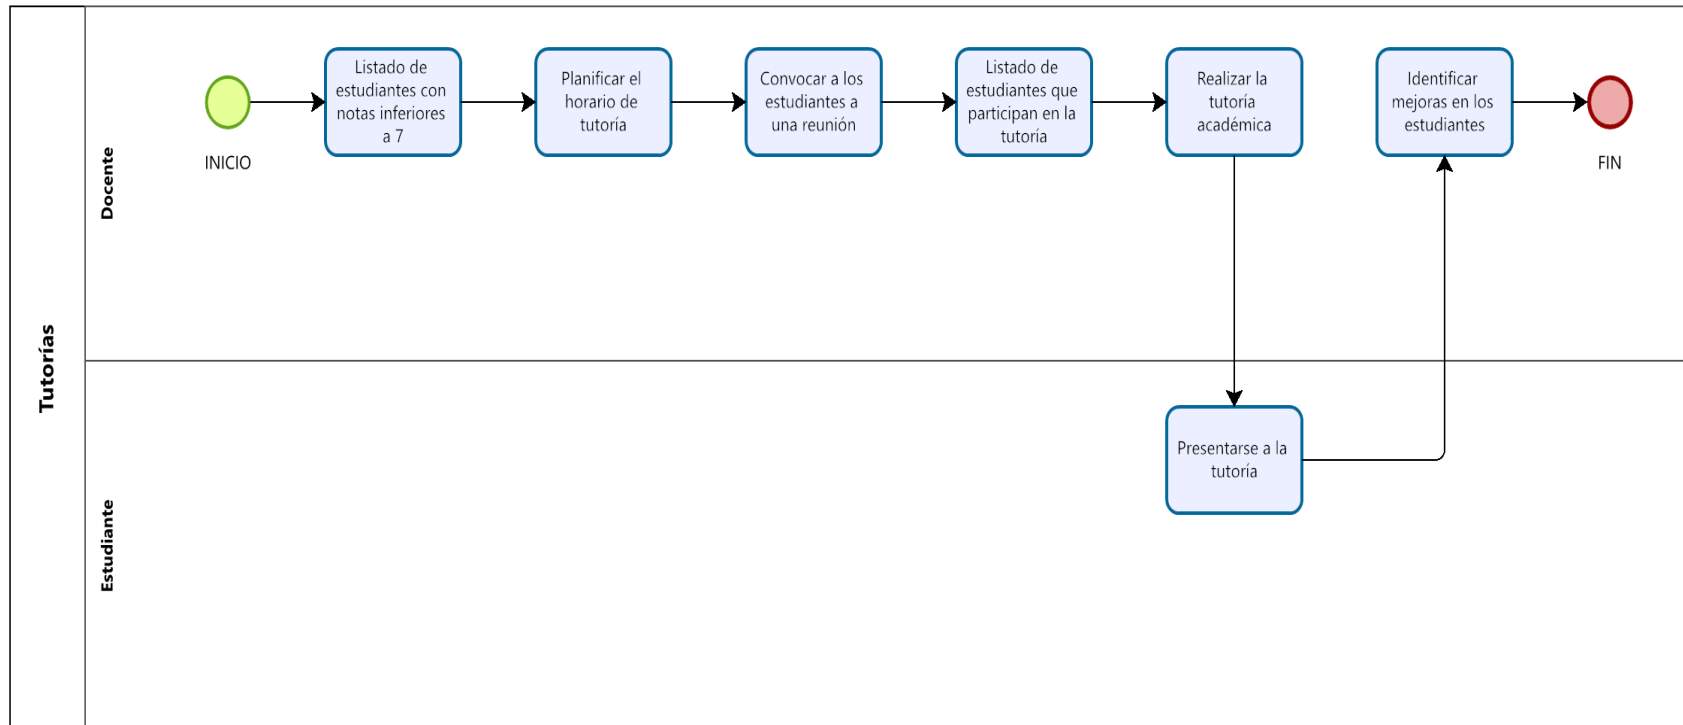 Tutorías
Docente
INICIO
Listado de
estudiantes con
notas inferiores
a 7
Planificar el
horario de
tutoría
Convocar a los
estudiantes a
una reunión
Listado de
estudiantes que
participan en la
tutoría
Realizar la
tutoría
académica
Identificar
mejoras en los
estudiantes
FIN
Estudiante
Presentarse a la
tutoría